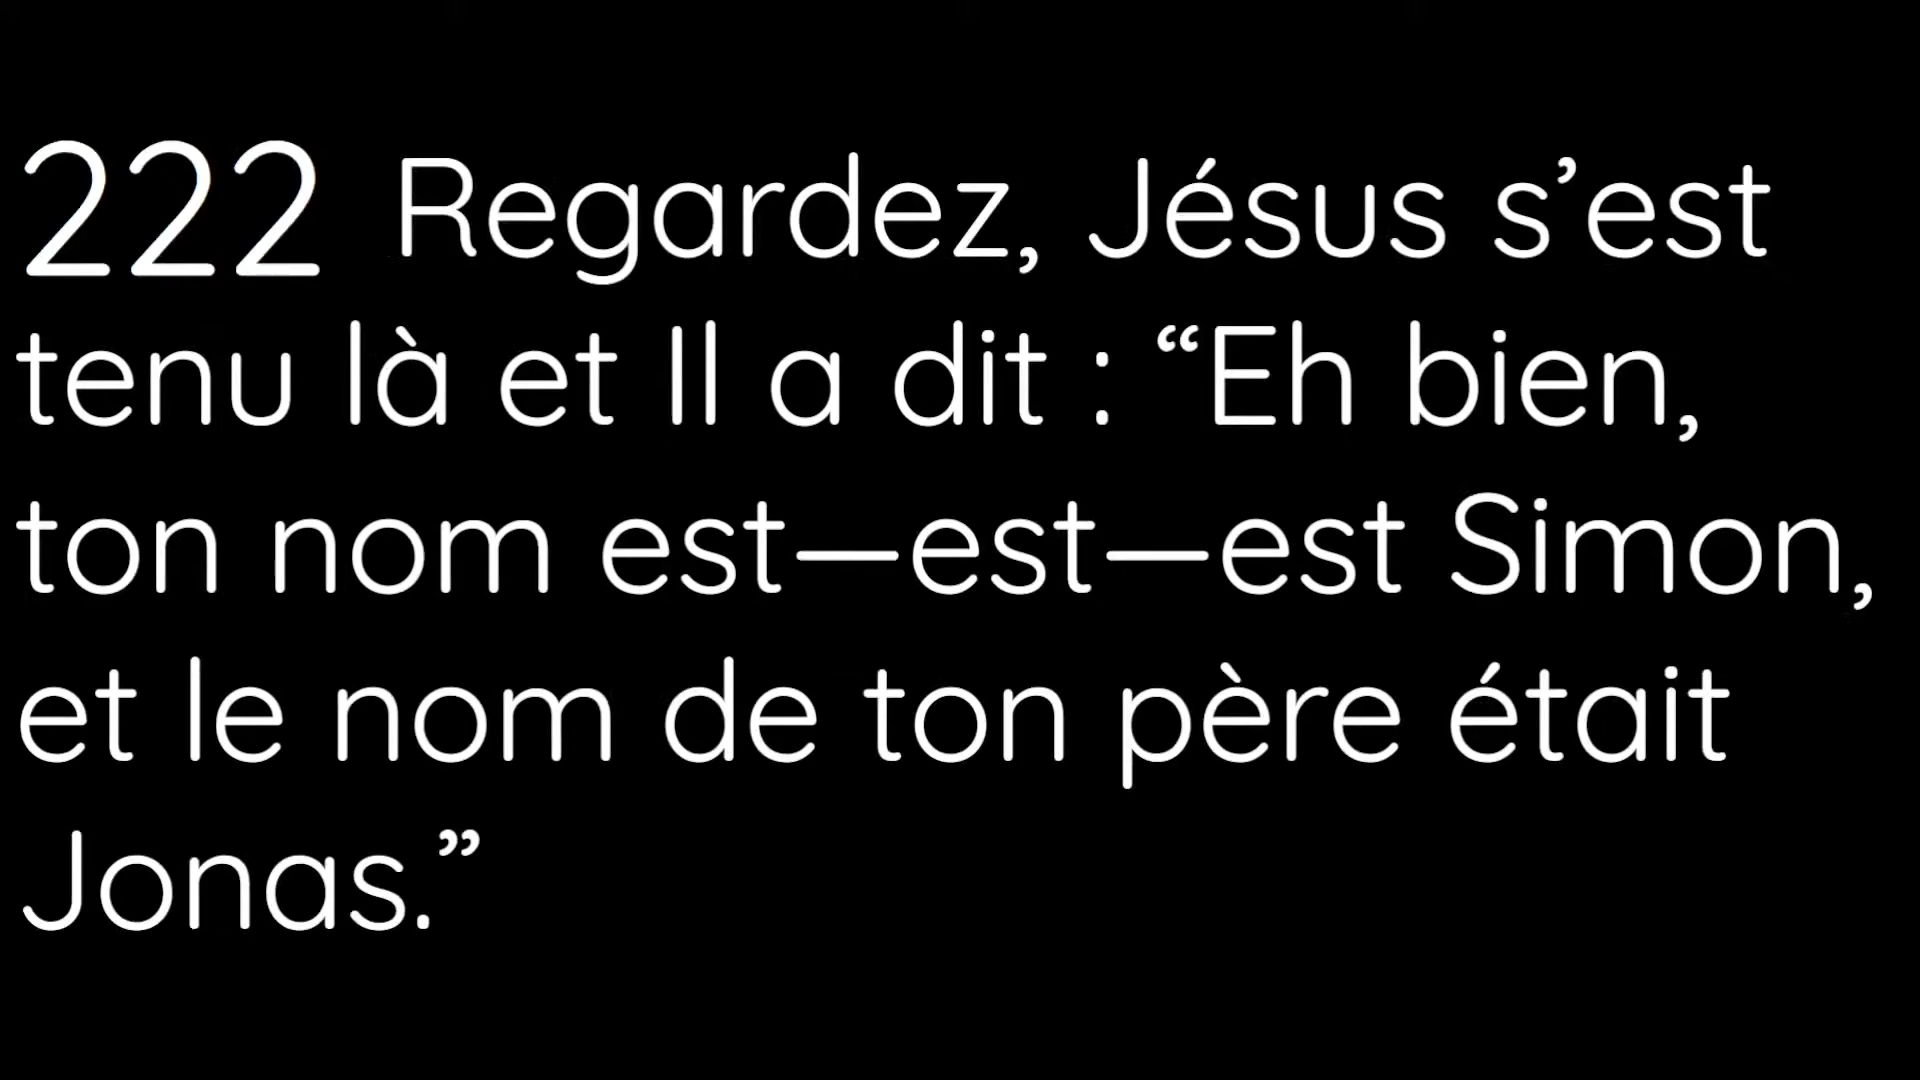 222 Regardez, Jésus s’est
tenu là et Il a dit : “Eh bien,
ton nom est—est—est Simon,
et le nom de ton père était
Jonas.”